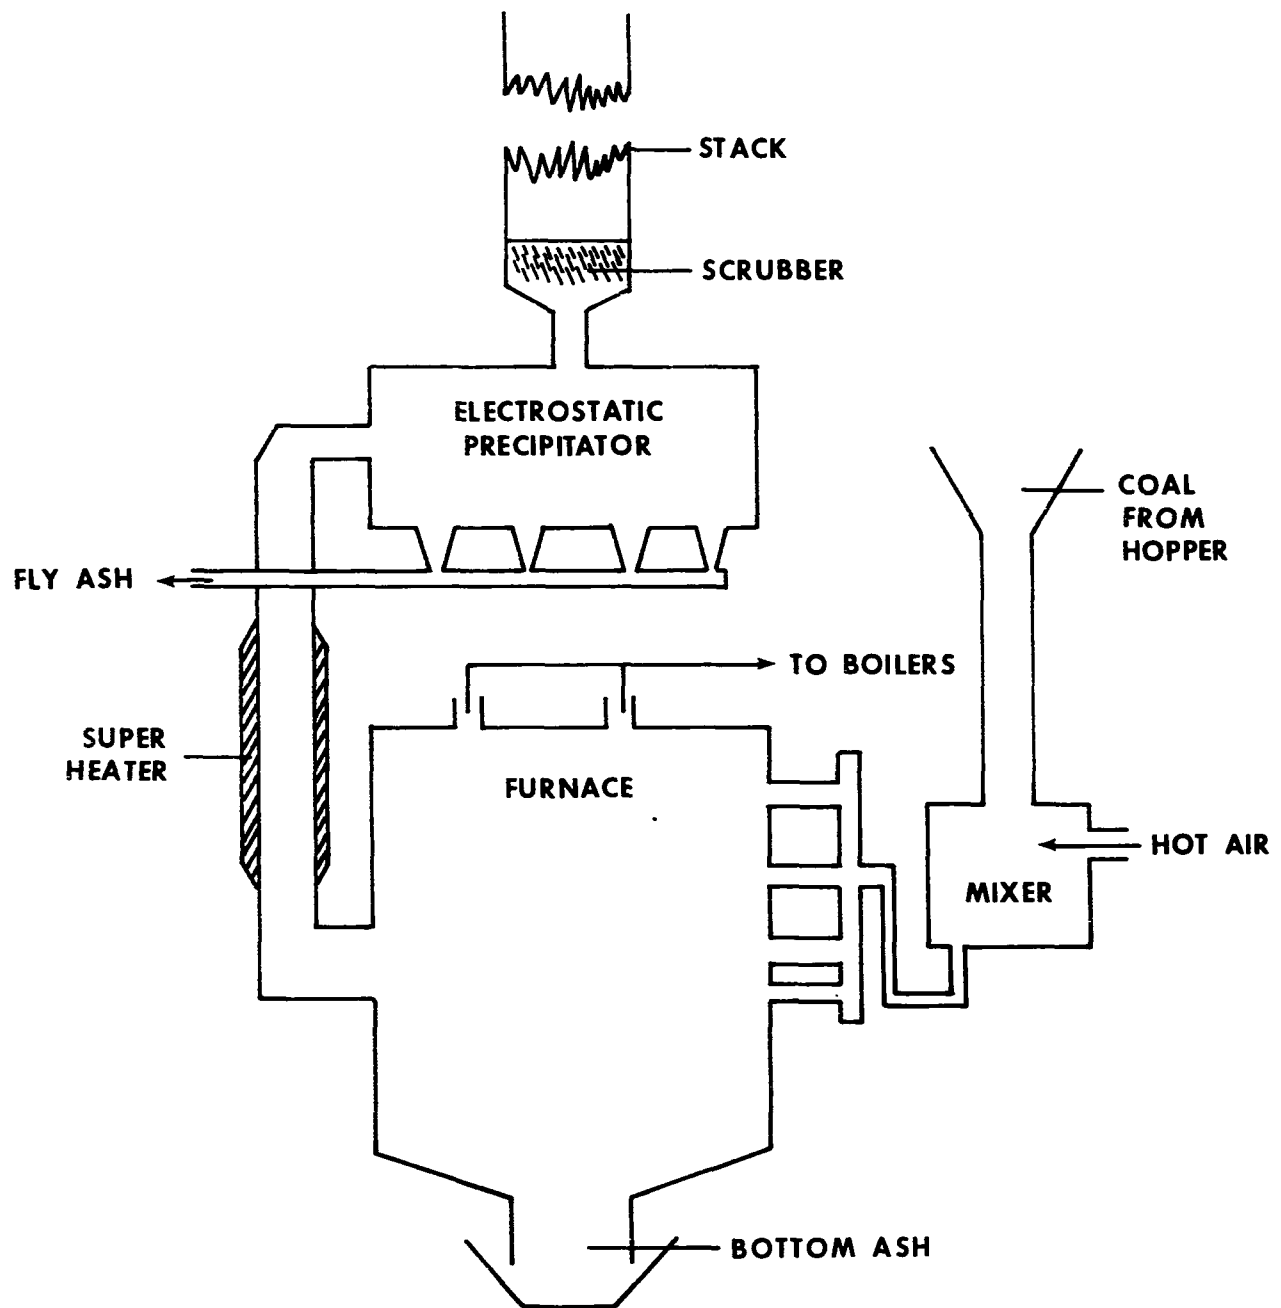 STACK
SCRUBBER
ELECTROSTATIC
PRECIPITATOR
COAL
FROM
HOPPER
FLY ASH
TO BOILERS
SUPER
HEATER
FURNACE
HOT AIR
MIXER
BOTTOM ASH